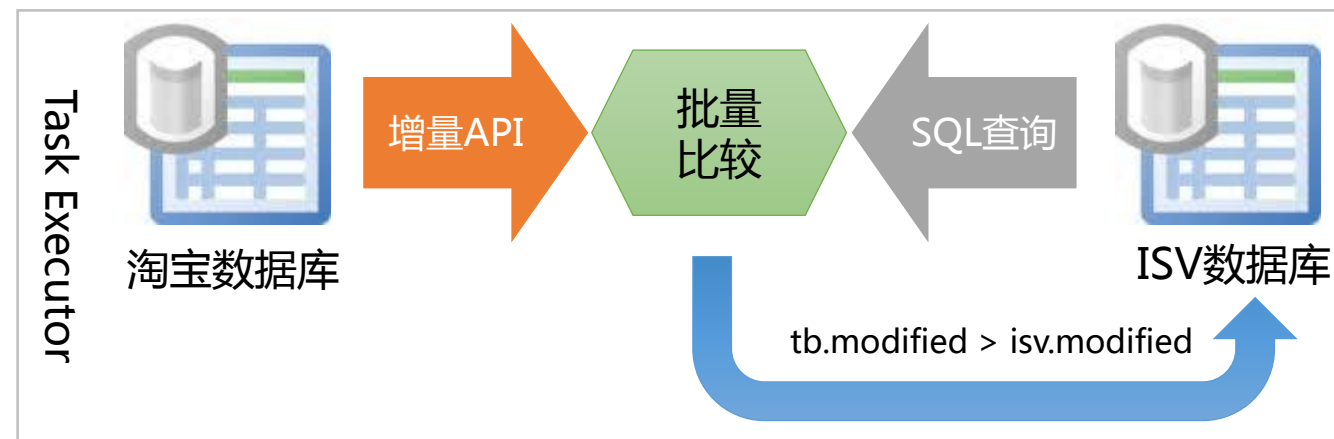 Task Executor
淘宝数据库
增量API
批量
比较
SQL查询
ISV数据库
tb.modified > isv.modified